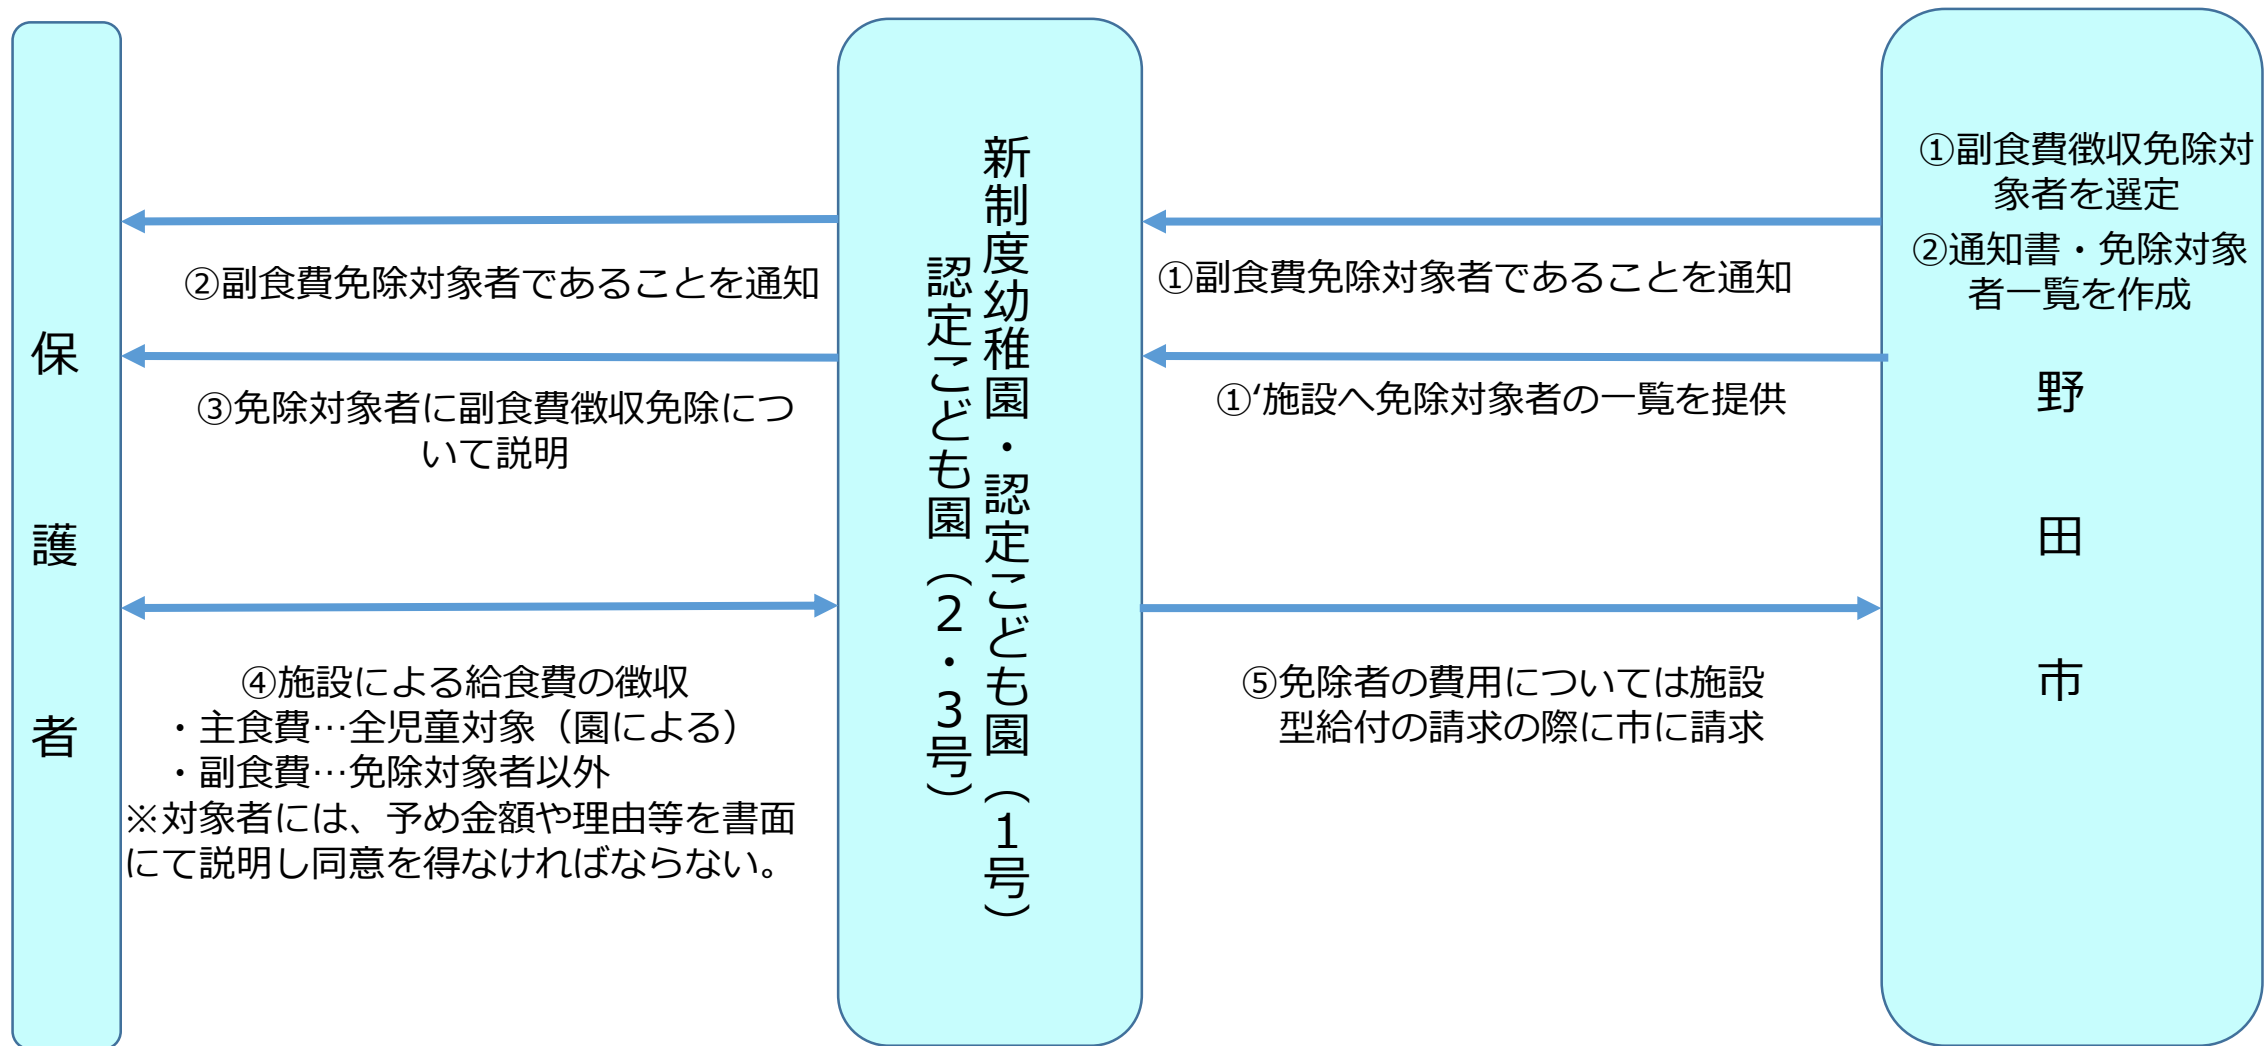 保護者
②副食費免除対象者であることを通知
③免除対象者に副食費徴収免除につ
いて説明
④施設による給食費の徴収
・主食費…全児童対象（園による）
・副食費…免除対象者以外
※対象者には、予め金額や理由等を書面
にて説明し同意を得なければならない。
新制度幼稚園・認定こども園（1号）
認定こども園（2・3号）
①副食費免除対象者であることを通知
①‘施設へ免除対象者の一覧を提供
⑤免除者の費用については施設
型給付の請求の際に市に請求
①副食費徴収免除対
象者を選定
②通知書・免除対象
者一覧を作成
野田市